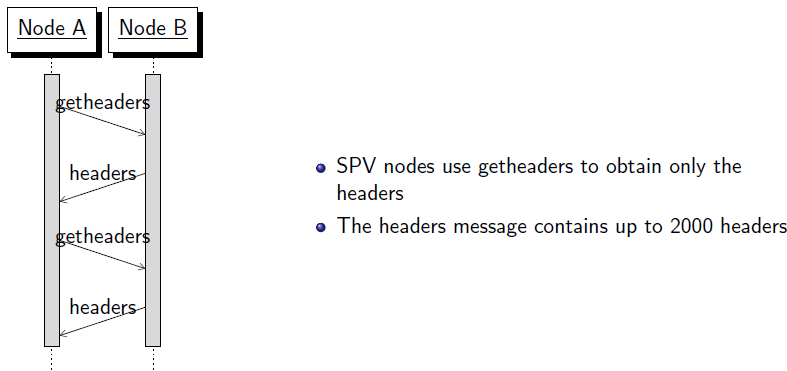 Node A
Node B
getheaders
headers
getheaders
headers
SPV nodes use getheaders to obtain only the
headers
The headers message contains up to 2000 headers